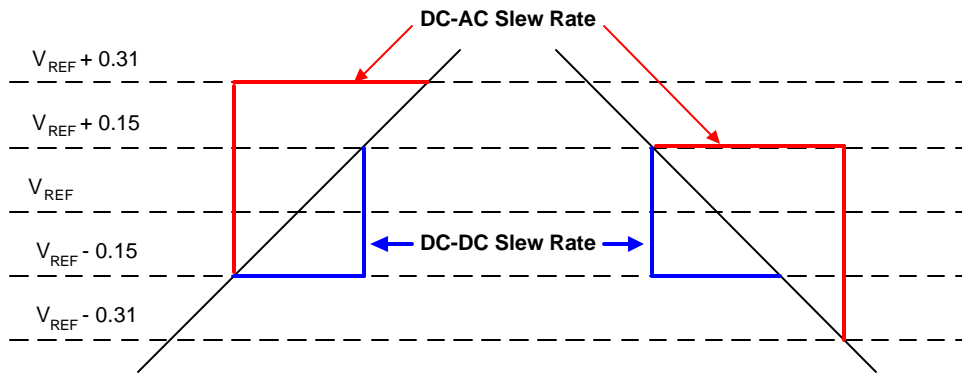 DC-AC Slew Rate
VREF + 0.31
VREF + 0.15
VREF
VREF - 0.15
DC-DC Slew Rate
VREF - 0.31